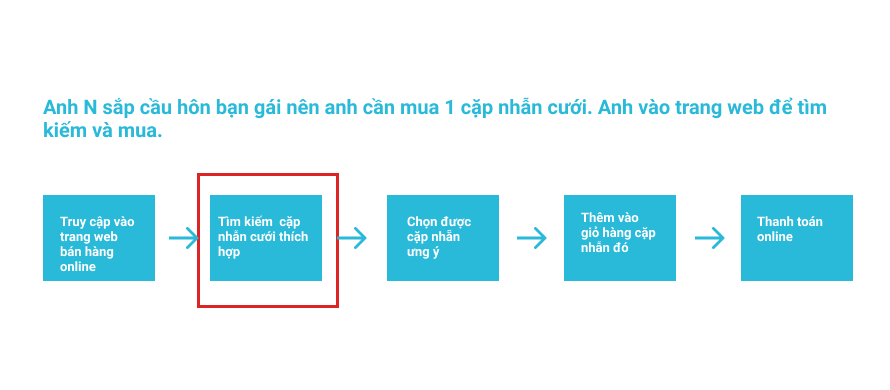 Anh N sắp cầu hôn bạn gái nên anh cần mua 1 cặp nhẫn cưới. Anh vào trang web để tìm
kiếm và mua.
Truy cập vào
trang web
bán hàng
online
Tìm kiếm  cặp
nhẫn cưới thích
hợp
Chọn được
cặp nhẫn
ưng ý
Thêm vào
giỏ hàng cặp
nhẫn đó
Thanh toán
online